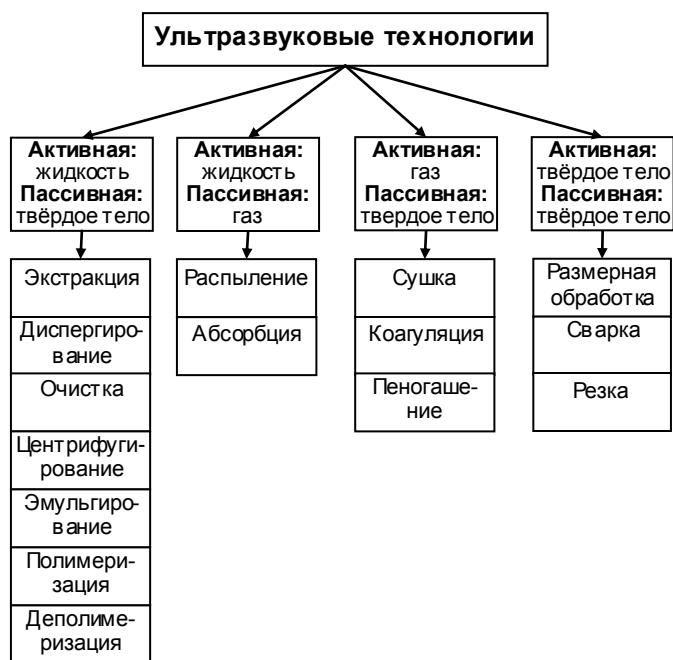 Ультразвуковые технологии
Активная:
жидкость
Пассивная:
твёрдое тело
Экстракция
Диспергиро-
вание
Очистка
Центрифуги-
рование
Эмульгиро-
вание
Полимери-
зация
Деполиме-
ризация
Активная:
жидкость
Пассивная:
газ
Распыление
Абсорбция
Активная:
газ
Пассивная:
твердое тело
Сушка
Коагуляция
Пеногаше-
ние
Активная:
твёрдое тело
Пассивная:
твёрдое тело
Размерная
обработка
Сварка
Резка